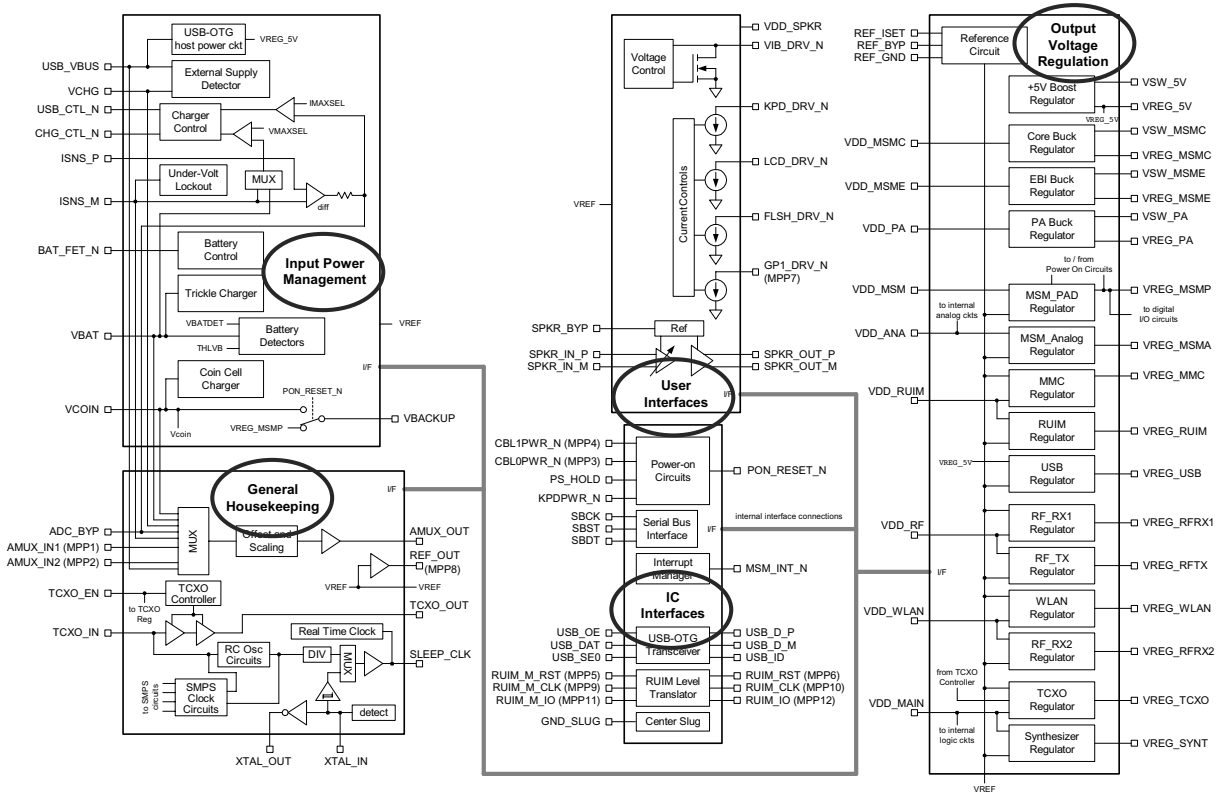 USB-OTG
host power ckt
VREG_5V
USB_VBUS
External Supply
Detector
VCHG
USB_CTL_N
IMAXSEL
Charger
Control
CHG_CTL_N
VMAXSEL
ISNS_P
Under-Volt
Lockout
MUX
ISNS_M
diff
BAT_FET_N
Battery
Control
Input Power
Management
Trickle Charger
VBATDET
VREF
VBAT
Battery
Detectors
THLVB
I/F
Coin Cell
Charger
PON_RESET_N
VCOIN
VBACKUP
Vcoin
VREG_MSMP
General
Housekeeping
I/F
ADC_BYP
AMUX_IN1 (MPP1)
AMUX_IN2 (MPP2)
MUX
Offset and
Scaling
AMUX_OUT
REF_OUT
(MPP8)
VREF
VREF
TCXO_EN
TCXO
Controller
to TCXO
Reg
TCXO_OUT
TCXO_IN
Real Time Clock
RC Osc
Circuits
DIV
MUX
SLEEP_CLK
to SMPS
circuits
SMPS
Clock
Circuits
detect
XTAL_OUT
XTAL_IN
VDD_SPKR
VIB_DRV_N
Voltage
Control
KPD_DRV_N
LCD_DRV_N
VREF
Current Controls
FLSH_DRV_N
GP1_DRV_N
(MPP7)
SPKR_BYP
Ref
SPKR_IN_P
SPKR_IN_M
SPKR_OUT_P
SPKR_OUT_M
User
Interfaces
I/F
CBL1PWR_N (MPP4)
CBL0PWR_N (MPP3)
PS_HOLD
KPDPWR_N
Power-on
Circuits
PON_RESET_N
SBCK
SBST
SBDT
Serial Bus
Interface
I/F
internal interface connections
Interrupt
Manager
MSM_INT_N
IC
Interfaces
USB_OE
USB_DAT
USB_SE0
USB-OTG
Transceiver
USB_D_P
USB_D_M
USB_ID
RUIM_M_RST (MPP5)
RUIM_M_CLK (MPP9)
RUIM_M_IO (MPP11)
RUIM Level
Translator
RUIM_RST (MPP6)
RUIM_CLK (MPP10)
RUIM_IO (MPP12)
GND_SLUG
Center Slug
REF_ISET
REF_BYP
REF_GND
Reference
Circuit
Output
Voltage
Regulation
+5V Boost
Regulator
VSW_5V
VREG_5V
VREG_5V
VDD_MSMC
Core Buck
Regulator
VSW_MSMC
VREG_MSMC
VDD_MSME
EBI Buck
Regulator
VSW_MSME
VREG_MSME
VDD_PA
PA Buck
Regulator
VSW_PA
VREG_PA
to / from
Power On Circuits
VDD_MSM
MSM_PAD
Regulator
VREG_MSMP
to internal
analog ckts
to digital
I/O circuits
VDD_ANA
MSM_Analog
Regulator
VREG_MSMA
VDD_RUIM
MMC
Regulator
VREG_MMC
RUIM
Regulator
VREG_RUIM
VREG_5V
USB
Regulator
VREG_USB
VDD_RF
RF_RX1
Regulator
VREG_RFRX1
I/F
RF_TX
Regulator
VREG_RFTX
VDD_WLAN
WLAN
Regulator
VREG_WLAN
RF_RX2
Regulator
VREG_RFRX2
from TCXO
Controller
VDD_MAIN
TCXO
Regulator
VREG_TCXO
to internal
logic ckts
Synthesizer
Regulator
VREG_SYNT
VREF